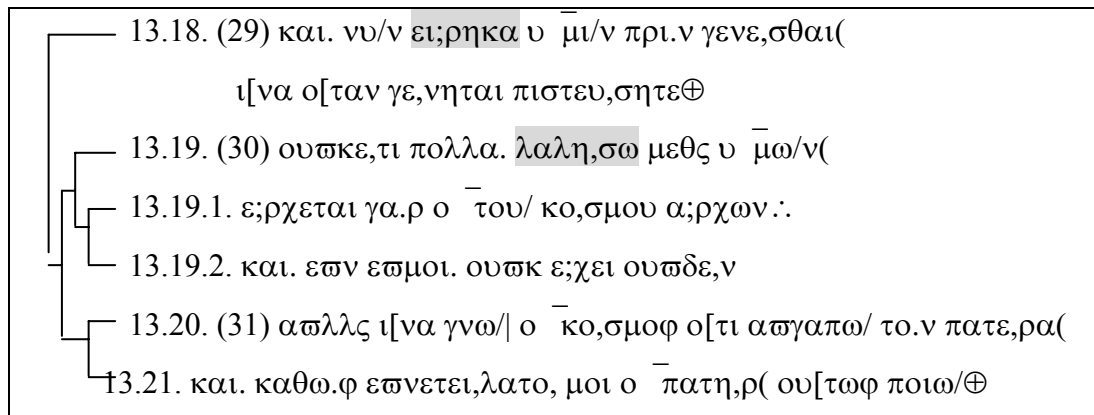 13.18. (29) και. νυ/ν ει;ρηκα υ ̅μι/ν πρι.ν γενε,σθαι(
ι[να ο[ταν γε,νηται πιστευ,σητε⊕
13.19. (30) ουϖκε,τι πολλα. λαλη,σω μεθς υ ̅μω/ν(
13.19.1. ε;ρχεται γα.ρ ο ̅του/ κο,σμου α;ρχων∴
13.19.2. και. εϖν εϖμοι. ουϖκ ε;χει ουϖδε,ν
13.20. (31) αϖλλς ι[να γνω/| ο ̅κο,σμοφ ο[τι αϖγαπω/ το.ν πατε,ρα(
13.21. και. καθω.φ εϖνετει,λατο, μοι ο ̅πατη,ρ( ου[τωφ ποιω/⊕